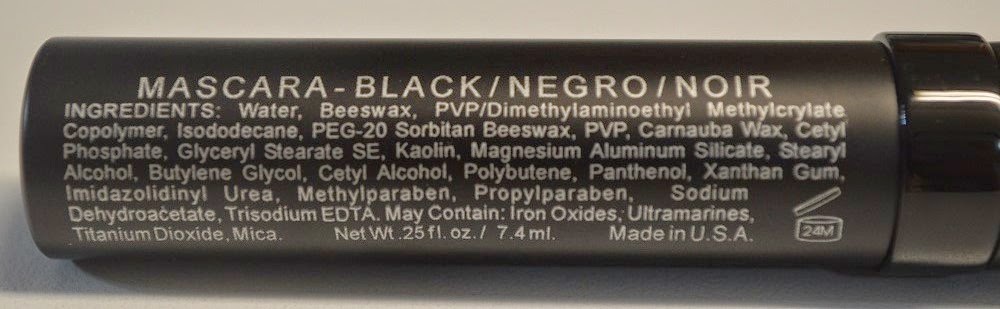 MASCARA-BLACK/NEGRO/NOIR
INGREDIENTS: Water, Beeswax, PVP/Dimethylaminoethyl Methylcrylate
Copolymer, Isododecane, PEG-20 Sorbitan Beeswax, PVP, Carnauba Wax, Cetyl
Phosphate, Glyceryl Stearate SE, Kaolin, Magnesium Aluminum Silicate, Stearyl
Alcohol, Butylene Glycol, Cetyl Alcohol, Polybutene, Panthenol, Xanthan Gum,
Imidazolidinyl Urea, Methylparaben, Propylparaben, Sodium
Dehydroacetate, Trisodium EDTA. May Contain: Iron Oxides, Ultramarines,
Titanium Dioxide, Mica. Net Wt .25 fl. oz. / 7.4 ml. Made in U.S.A.
24M